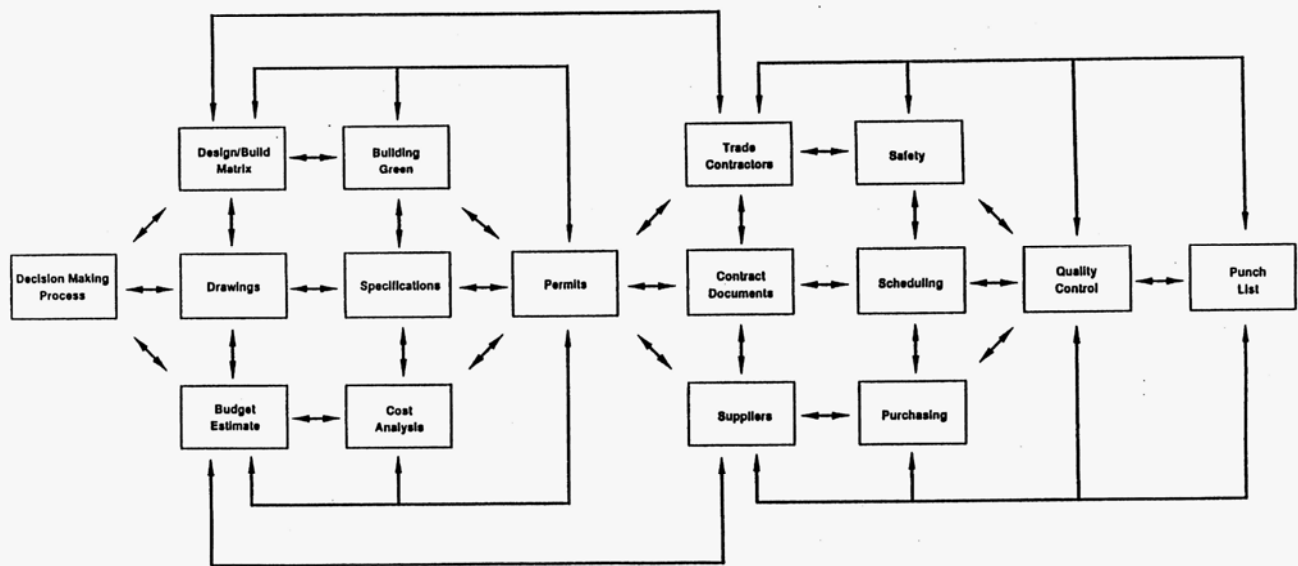 Design/Build
Matrix
Building
Green
Trade
Contractors
Safety
Decision Making
Process
Drawings
Specifications
Permits
Contract
Documents
Scheduling
Quality
Control
Punch
List
Budget
Estimate
Cost
Analysis
Suppliers
Purchasing